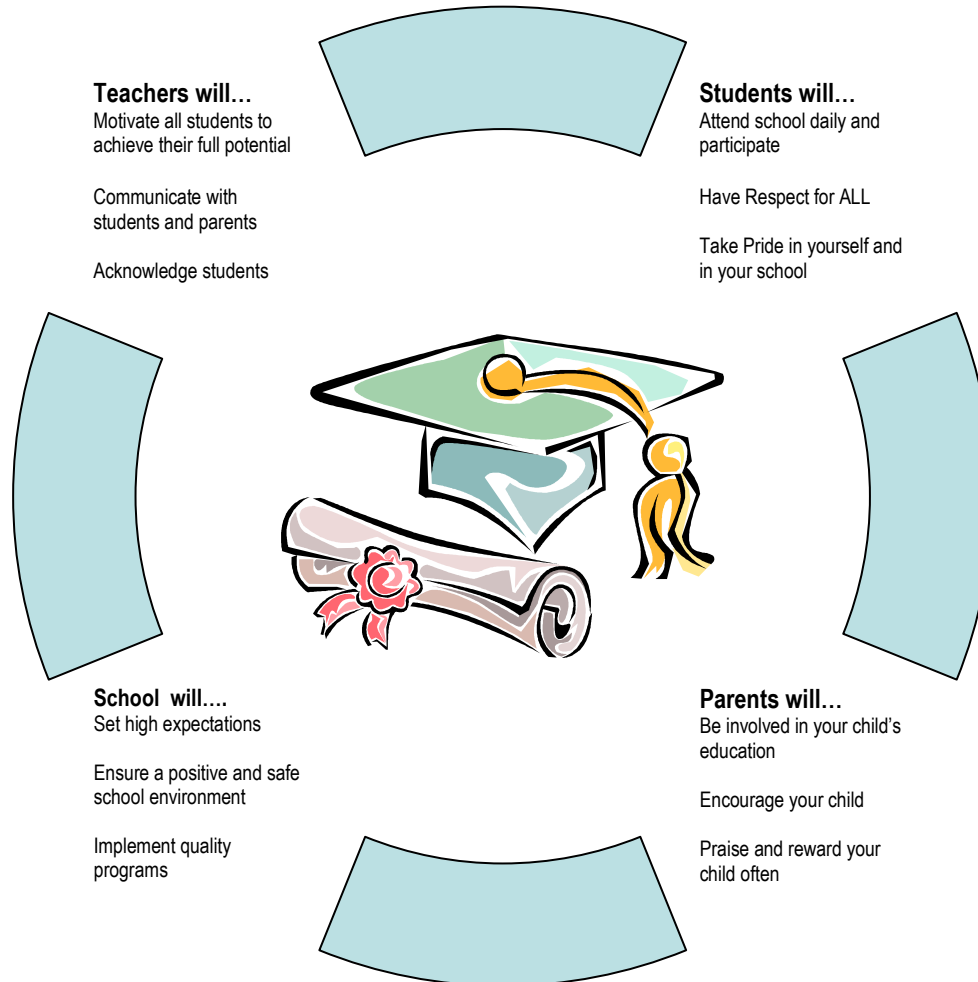 Teachers will…
Motivate all students to
achieve their full potential
Communicate with
students and parents
Acknowledge students
Students will…
Attend school daily and
participate
Have Respect for ALL
Take Pride in yourself and
in your school
School  will….
Set high expectations
Ensure a positive and safe
school environment
Implement quality
programs
Parents will…
Be involved in your child’s
education
Encourage your child
Praise and reward your
child often